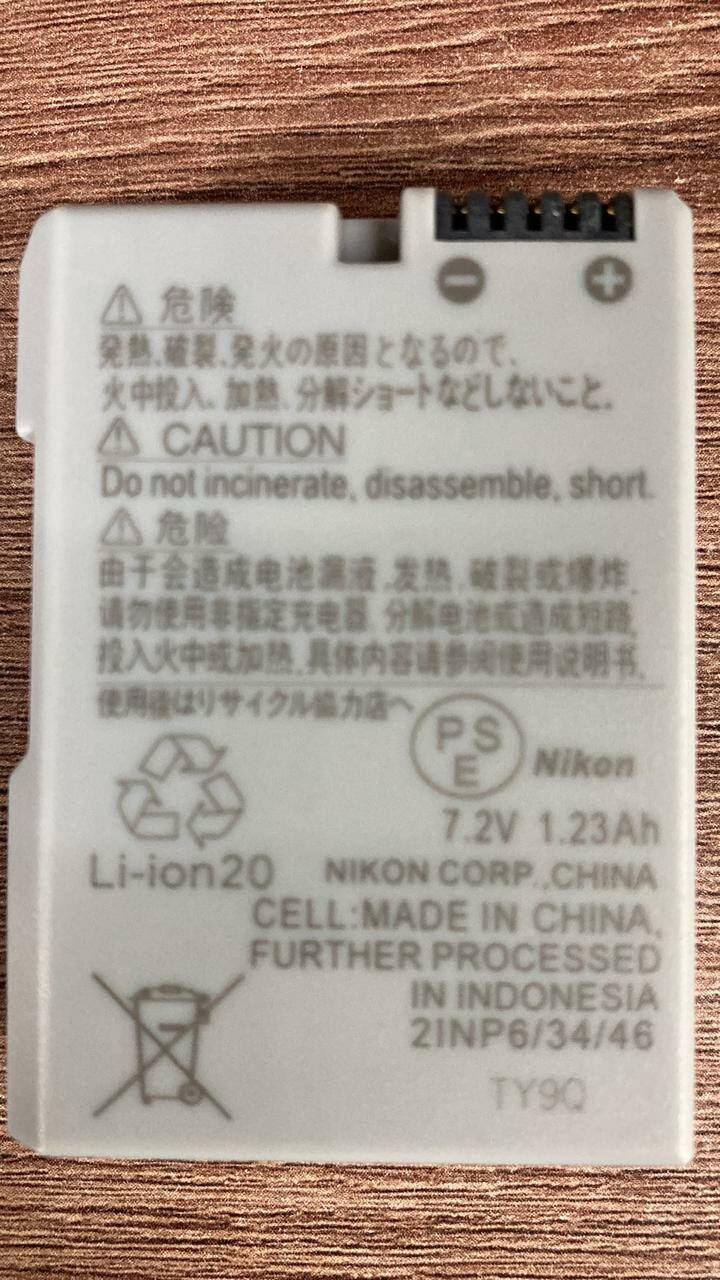 危険
発熱、破裂、発火の原因となるので、
火中投入、加熱、分解ショートなどしないこと。
CAUTION
Do not incinerate, disassemble, short.
危险
由于会造成电池漏液、发热、破裂或爆炸，
请勿使用非指定充电器、分解电池或造成短路、
投入火中或加热。具体内容请参阅使用说明书。
使用後はリサイクル協力店へ
PS
E
Nikon
7.2V 1.23Ah
Li-ion20
NIKON CORP.,CHINA
CELL:MADE IN CHINA,
FURTHER PROCESSED
IN INDONESIA
2INP6/34/46
TY9Q